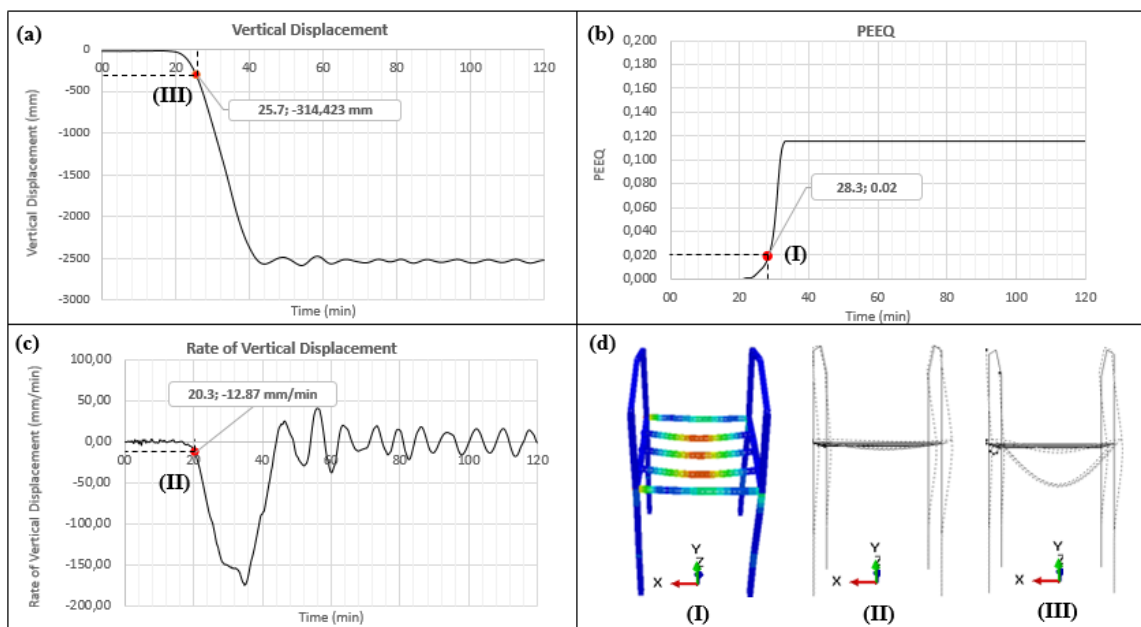 (a)
Vertical Displacement
0
-500
-1000
-1500
-2000
-2500
-3000
00 20 40 60 80 100 120
Vertical Displacement (mm)
Time (min)
(III)
25.7; -314,423 mm
(b)
PEEQ
0,200
0,180
0,160
0,140
0,120
0,100
0,080
0,060
0,040
0,020
0,000
00 20 40 60 80 100 120
PEEQ
Time (min)
28.3; 0.02
(I)
(c)
Rate of Vertical Displacement
100,00
50,00
0,00
-50,00
-100,00
-150,00
-200,00
00 20 40 60 80 100 120
Rate of Vertical Displacement (mm/min)
Time (min)
20.3; -12.87 mm/min
(II)
(d)
Y
Z
X
(I)
Y
Z
X
(II)
Y
Z
X
(III)